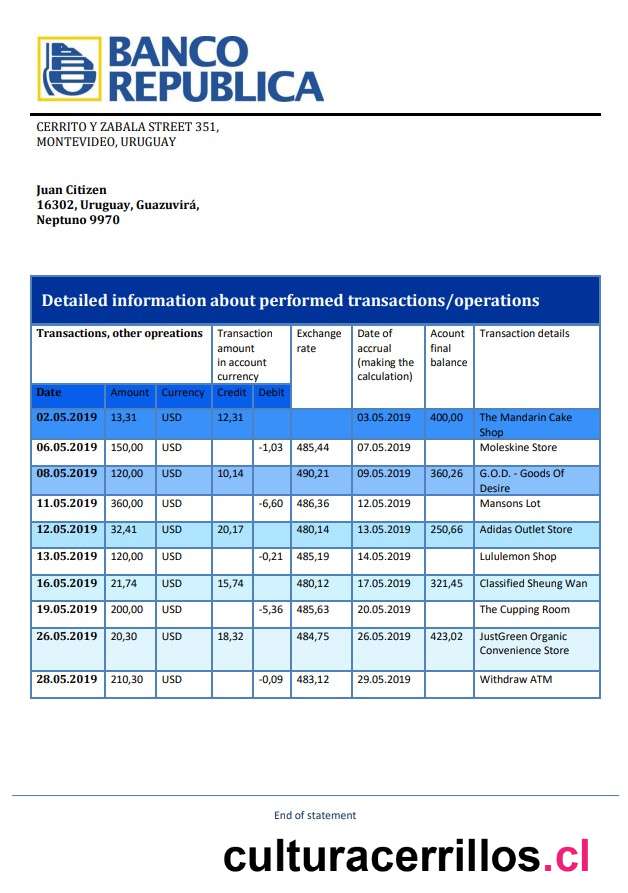 BANCO
REPUBLICA
CERRITO Y ZABALA STREET 351,
MONTEVIDEO, URUGUAY
Juan Citizen
16302, Uruguay, Guazuvirá,
Neptuno 9970
Detailed information about performed transactions/operations
Transactions, other opreations Transaction amount in account currency Exchange rate Date of accrual (making the calculation) Acount final balance Transaction details
Date Amount Currency Credit Debit
02.05.2019 13,31 USD 12,31 03.05.2019 400,00 The Mandarin Cake Shop
06.05.2019 150,00 USD -1,03 485,44 07.05.2019 Moleskine Store
08.05.2019 120,00 USD 10,14 490,21 09.05.2019 360,26 G.O.D. - Goods Of Desire
11.05.2019 360,00 USD -6,60 486,36 12.05.2019 Mansons Lot
12.05.2019 32,41 USD 20,17 480,14 13.05.2019 250,66 Adidas Outlet Store
13.05.2019 120,00 USD -0,21 485,19 14.05.2019 Lululemon Shop
16.05.2019 21,74 USD 15,74 480,12 17.05.2019 321,45 Classified Sheung Wan
19.05.2019 200,00 USD -5,36 485,63 20.05.2019 The Cupping Room
26.05.2019 20,30 USD 18,32 484,75 26.05.2019 423,02 JustGreen Organic Convenience Store
28.05.2019 210,30 USD -0,09 483,12 29.05.2019 Withdraw ATM
End of statement
culturacerrillos.cl